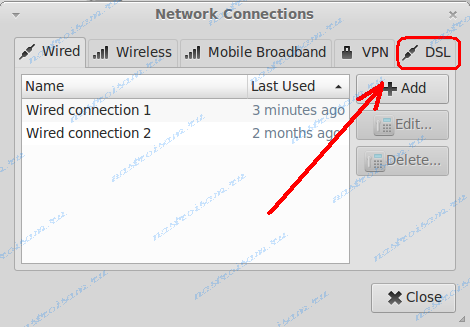 Network Connections
Wired
Wireless
Mobile Broadband
VPN
DSL
Name
Last Used
Add
Wired connection 1
3 minutes ago
Wired connection 2
2 months ago
Edit...
Delete...
Close